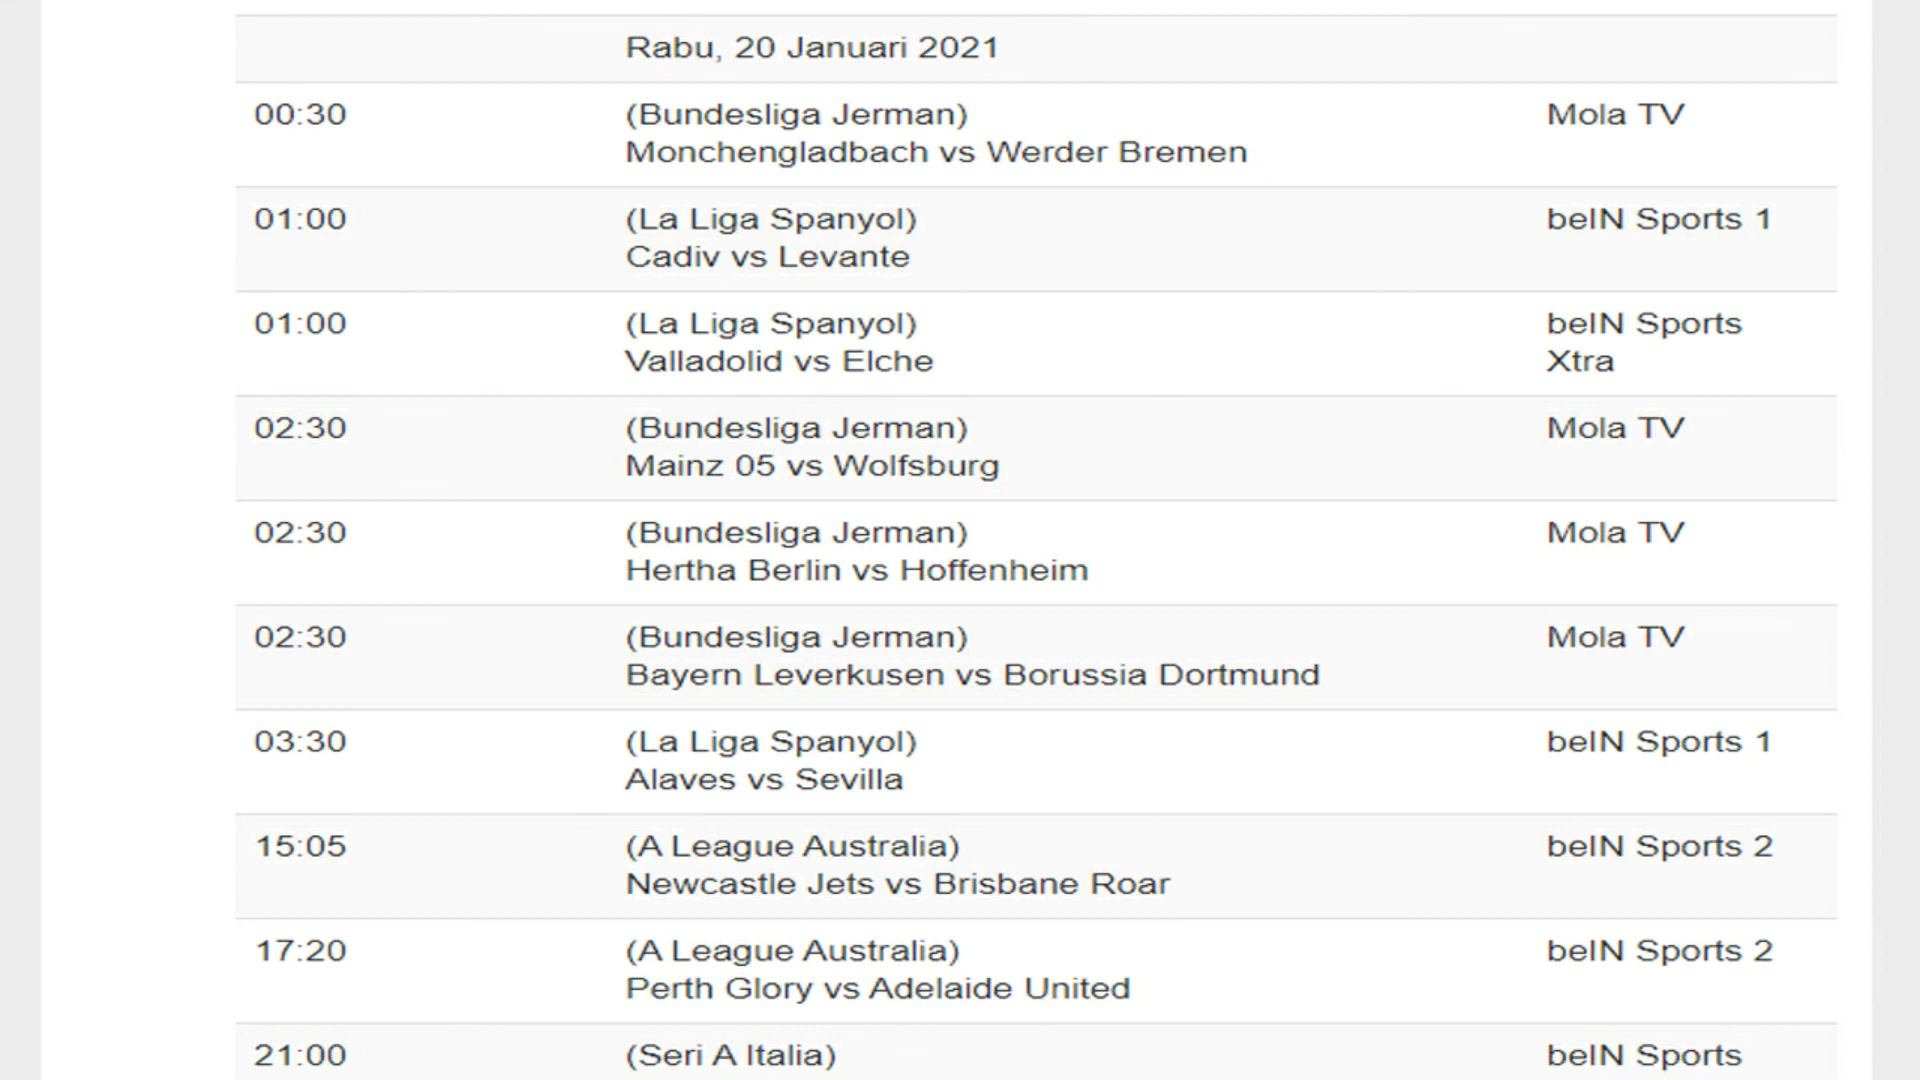 Rabu, 20 Januari 2021
00:30 (Bundesliga Jerman) Mola TV
Monchengladbach vs Werder Bremen
01:00 (La Liga Spanyol) beIN Sports 1
Cadiv vs Levante
01:00 (La Liga Spanyol) beIN Sports
Valladolid vs Elche Xtra
02:30 (Bundesliga Jerman) Mola TV
Mainz 05 vs Wolfsburg
02:30 (Bundesliga Jerman) Mola TV
Hertha Berlin vs Hoffenheim
02:30 (Bundesliga Jerman) Mola TV
Bayern Leverkusen vs Borussia Dortmund
03:30 (La Liga Spanyol) beIN Sports 1
Alaves vs Sevilla
15:05 (A League Australia) beIN Sports 2
Newcastle Jets vs Brisbane Roar
17:20 (A League Australia) beIN Sports 2
Perth Glory vs Adelaide United
21:00 (Seri A Italia) beIN Sports